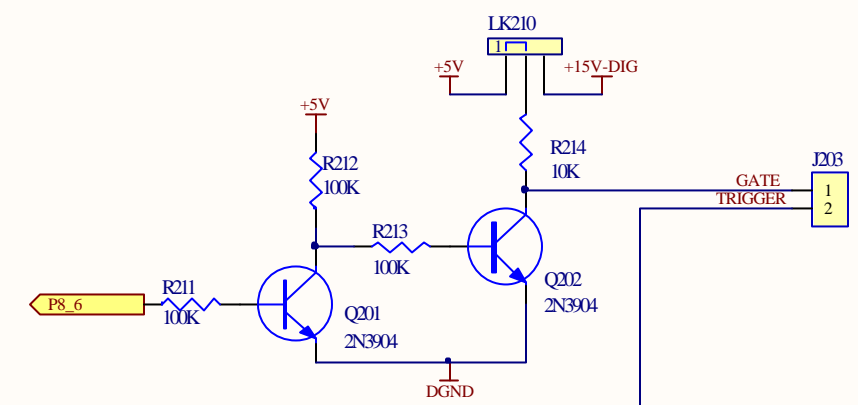 LK210
1
+5V
+15V-DIG
+5V
R212
100K
R214
10K
J203
GATE
1
TRIGGER
2
R213
100K
R211
100K
P8_6
Q202
2N3904
Q201
2N3904
DGND